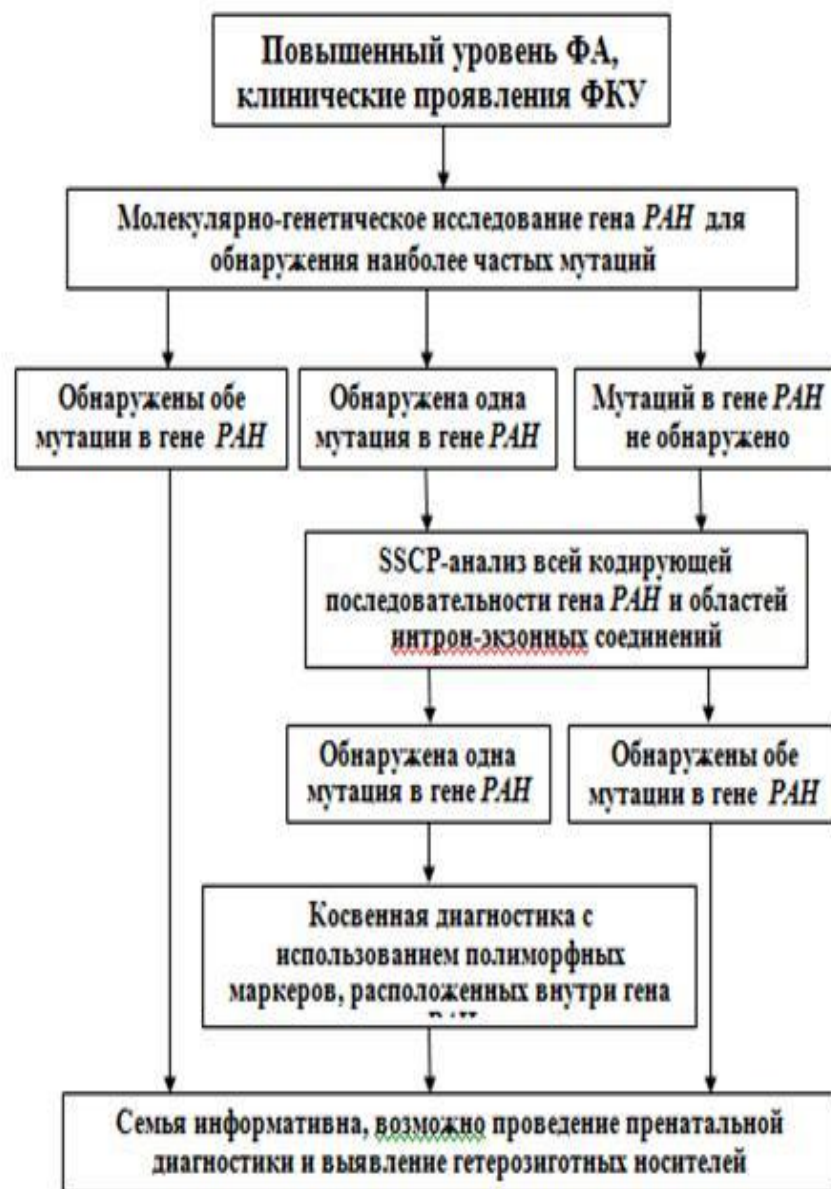 Повышенный уровень ФА,
клинические проявления ФКУ
Молекулярно-генетическое исследование гена PAH для
обнаружения наиболее частых мутаций
Обнаружены обе
мутации в гене PAH
Обнаружена одна
мутация в гене PAH
Мутаций в гене PAH
не обнаружено
SSCP-анализ всей кодирующей
последовательности гена PAH и областей
интрон-экзонных соединений
Обнаружена одна
мутация в гене PAH
Обнаружены обе
мутации в гене PAH
Косвенная диагностика с
использованием полиморфных
маркеров, расположенных внутри гена
Семья информативна, возможно проведение пренатальной
диагностики и выявление гетерозиготных носителей